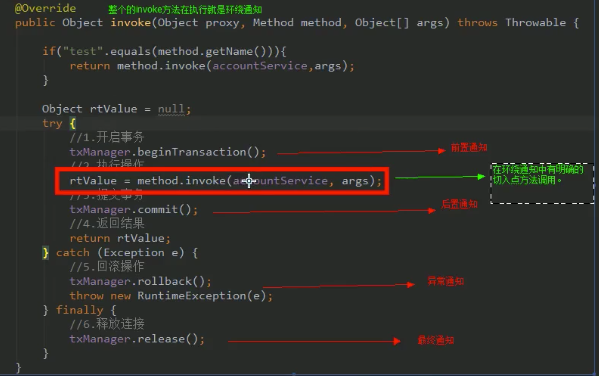 @Override 整个的invoke方法在执行就是环绕通知
public Object invoke(Object proxy, Method method, Object[] args) throws Throwable {
if("test".equals(method.getName())){
return method.invoke(accountService,args);
}
Object rtValue = null;
try {
//1.开启事务
txManager.beginTransaction(); 前置通知
//2.执行操作
rtValue = method.invoke(accountService, args); 在环绕通知中有明确的
切入点方法调用。
//3.提交事务
txManager.commit(); 后置通知
//4.返回结果
return rtValue;
} catch (Exception e) {
//5.回滚操作
txManager.rollback(); 异常通知
throw new RuntimeException(e);
} finally {
//6.释放连接
txManager.release(); 最终通知
}
}